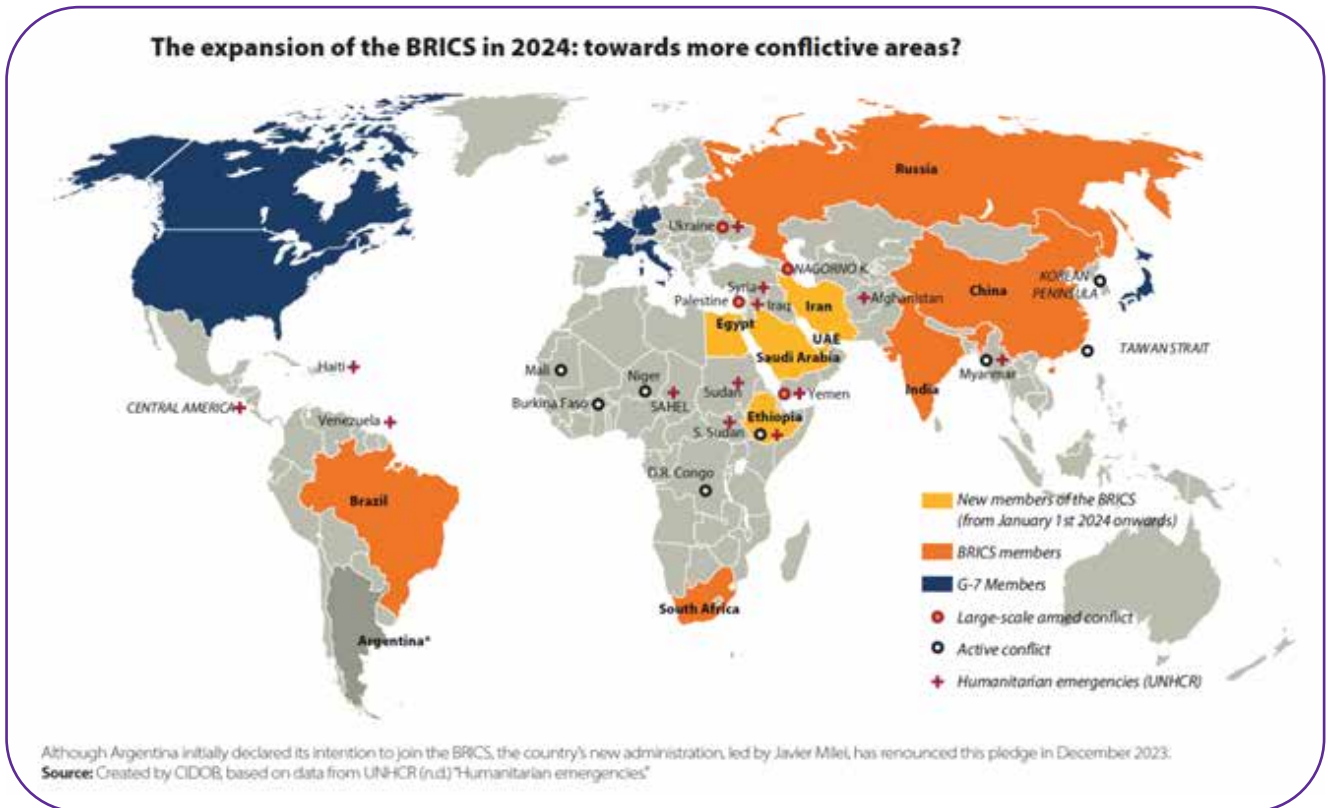 The expansion of the BRICS in 2024: towards more conflictive areas?
Russia
Ukraine
NAGORNO K.
KOREAN
PENINSULA
China
Syria
Palestine
Iraq
Iran
Afghanistan
Egypt
UAE
Saudi Arabia
TAIWAN STRAIT
Haiti
Mali
Niger
Sudan
Myanmar
India
CENTRAL AMERICA
Burkina Faso
SAHEL
Yemen
Venezuela
Ethiopia
S. Sudan
D.R. Congo
Brazil
South Africa
Argentina*
New members of the BRICS
(from January 1st 2024 onwards)
BRICS members
G-7 Members
Large-scale armed conflict
Active conflict
Humanitarian emergencies (UNHCR)
Although Argentina initially declared its intention to join the BRICS, the country's new administration, led by Javier Milei, has renounced this pledge in December 2023.
Source: Created by CIDOB, based on data from UNHCR (n.d.) "Humanitarian emergencies"